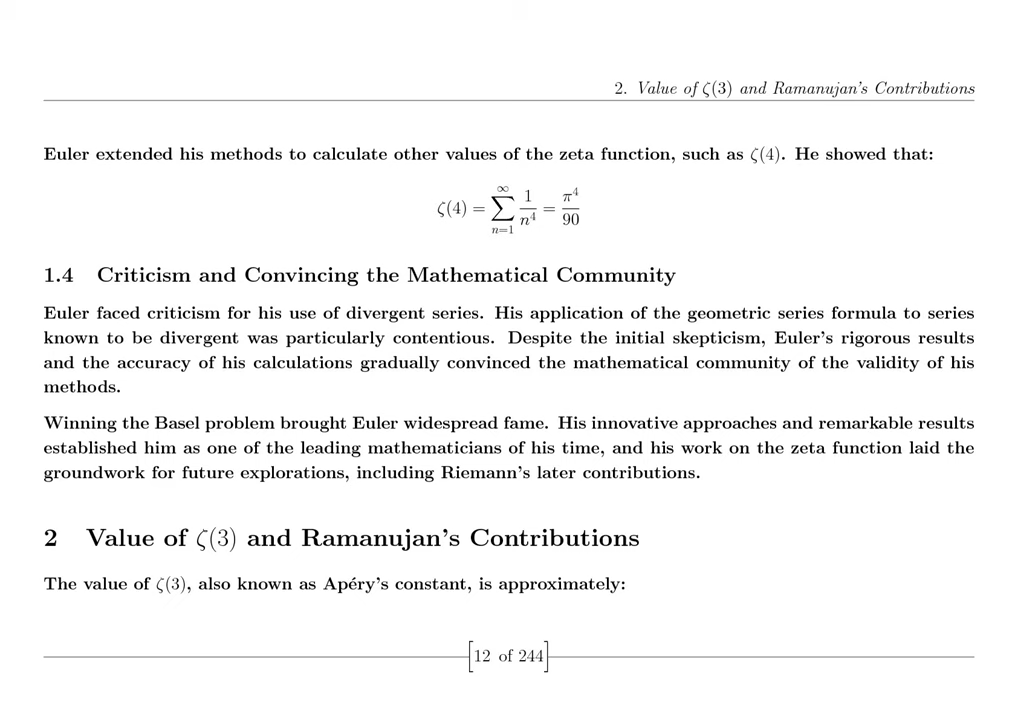 2. Value of ζ(3) and Ramanujan's Contributions
Euler extended his methods to calculate other values of the zeta function, such as ζ(4). He showed that:
ζ(4) = ∑_{n=1}^{∞} 1/n⁴ = π⁴/90
1.4 Criticism and Convincing the Mathematical Community
Euler faced criticism for his use of divergent series. His application of the geometric series formula to series
known to be divergent was particularly contentious. Despite the initial skepticism, Euler's rigorous results
and the accuracy of his calculations gradually convinced the mathematical community of the validity of his
methods.
Winning the Basel problem brought Euler widespread fame. His innovative approaches and remarkable results
established him as one of the leading mathematicians of his time, and his work on the zeta function laid the
groundwork for future explorations, including Riemann's later contributions.
2 Value of ζ(3) and Ramanujan's Contributions
The value of ζ(3), also known as Apéry's constant, is approximately:
[12 of 244]